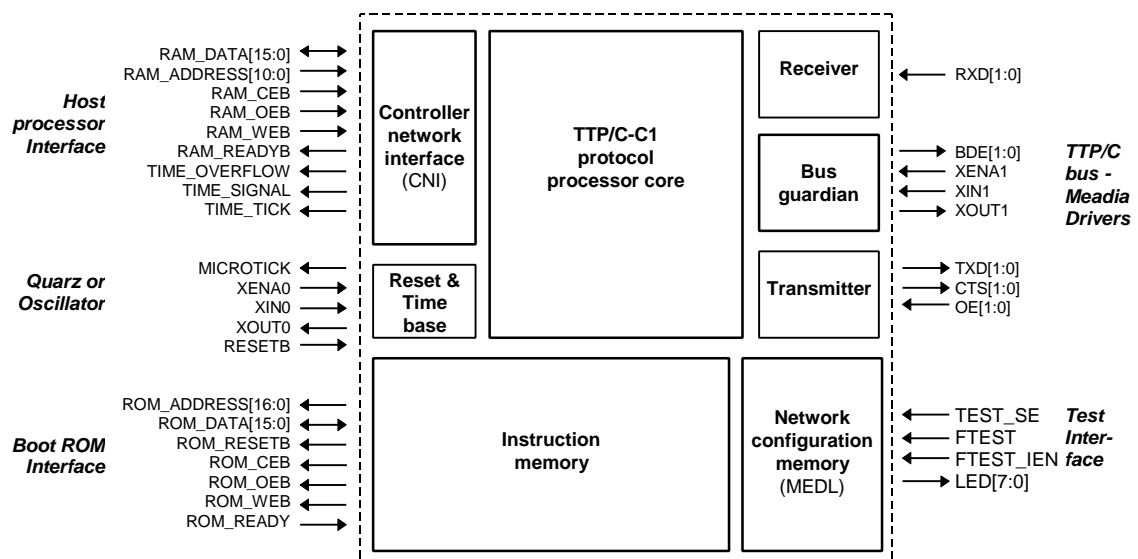 Host
processor
Interface
RAM_DATA[15:0]
RAM_ADDRESS[10:0]
RAM_CEB
RAM_OEB
RAM_WEB
RAM_READYB
TIME_OVERFLOW
TIME_SIGNAL
TIME_TICK
Quarz or
Oscillator
MICROTICK
XENA0
XIN0
XOUT0
RESETB
Boot ROM
Interface
ROM_ADDRESS[16:0]
ROM_DATA[15:0]
ROM_RESETB
ROM_CEB
ROM_OEB
ROM_WEB
ROM_READY
Controller
network
interface
(CNI)
Reset &
Time
base
TTP/C-C1
protocol
processor core
Receiver
Bus
guardian
Transmitter
Instruction
memory
Network
configuration
memory
(MEDL)
RXD[1:0]
BDE[1:0]
XENA1
XIN1
XOUT1
TXD[1:0]
CTS[1:0]
OE[1:0]
TTP/C
bus -
Meadia
Drivers
TEST_SE
FTEST
FTEST_IEN
LED[7:0]
Test
Inter-
face